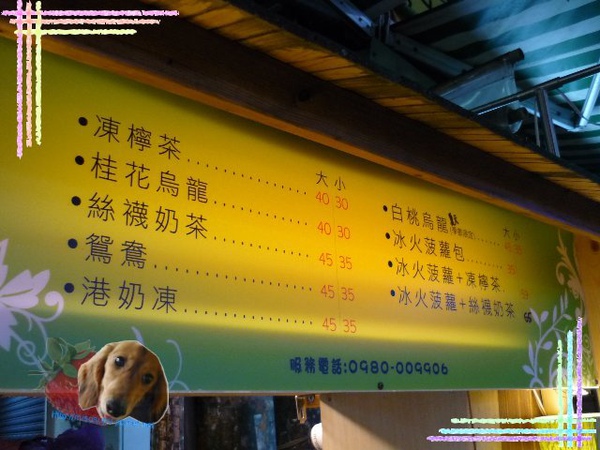 大 小
•凍檸茶 40 30
•桂花烏龍 40 30
•絲襪奶茶 45 35
•鴛鴦 45 35
•港奶凍 45 35
大 小
•白桃烏龍
•冰火菠蘿包
•冰火菠蘿+凍檸茶
•冰火菠蘿+絲襪奶茶
服務電話:0980-009906